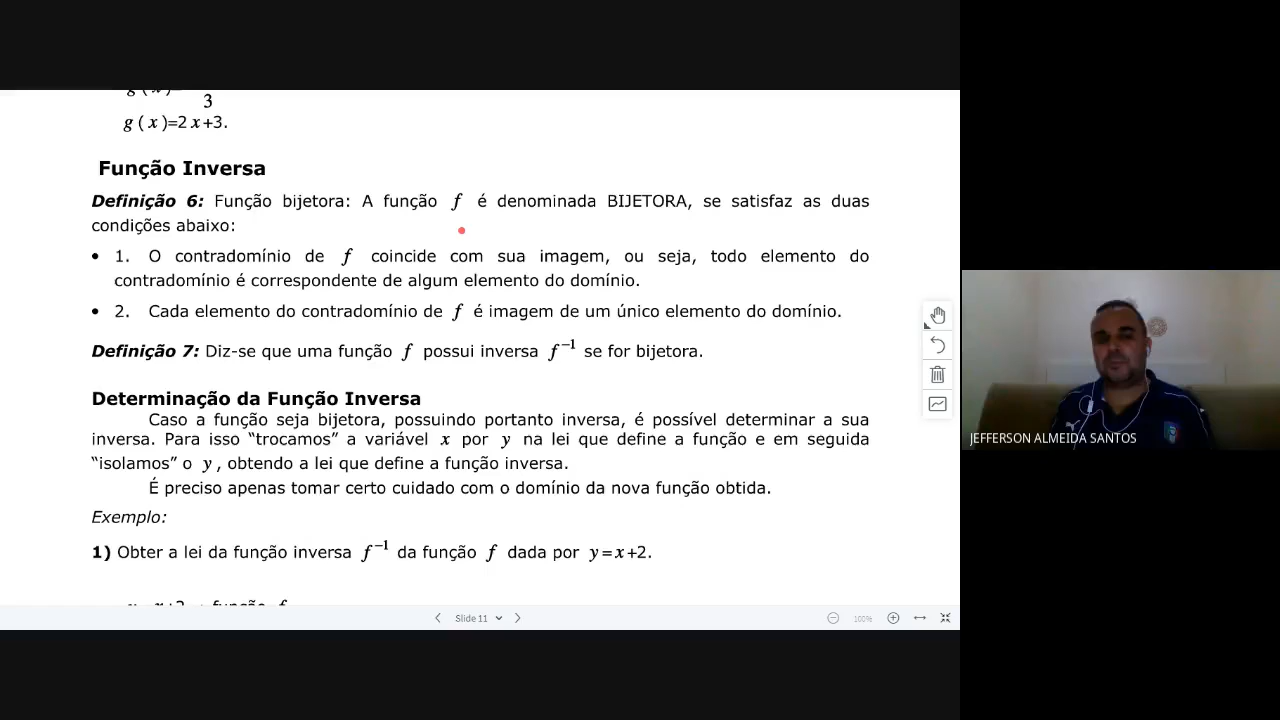 3
g ( x )=2 x+3.
Função Inversa
Definição 6: Função bijetora: A função f é denominada BIJETORA, se satisfaz as duas
condições abaixo:
• 1. O contradomínio de f coincide com sua imagem, ou seja, todo elemento do
contradomínio é correspondente de algum elemento do domínio.
• 2. Cada elemento do contradomínio de f é imagem de um único elemento do domínio.
Definição 7: Diz-se que uma função f possui inversa f⁻¹ se for bijetora.
Determinação da Função Inversa
Caso a função seja bijetora, possuindo portanto inversa, é possível determinar a sua
inversa. Para isso “trocamos” a variável x por y na lei que define a função e em seguida
“isolamos” o y , obtendo a lei que define a função inversa.
É preciso apenas tomar certo cuidado com o domínio da nova função obtida.
Exemplo:
1) Obter a lei da função inversa f⁻¹ da função f dada por y=x+2.
Slide 11
100%
JEFFERSON ALMEIDA SANTOS